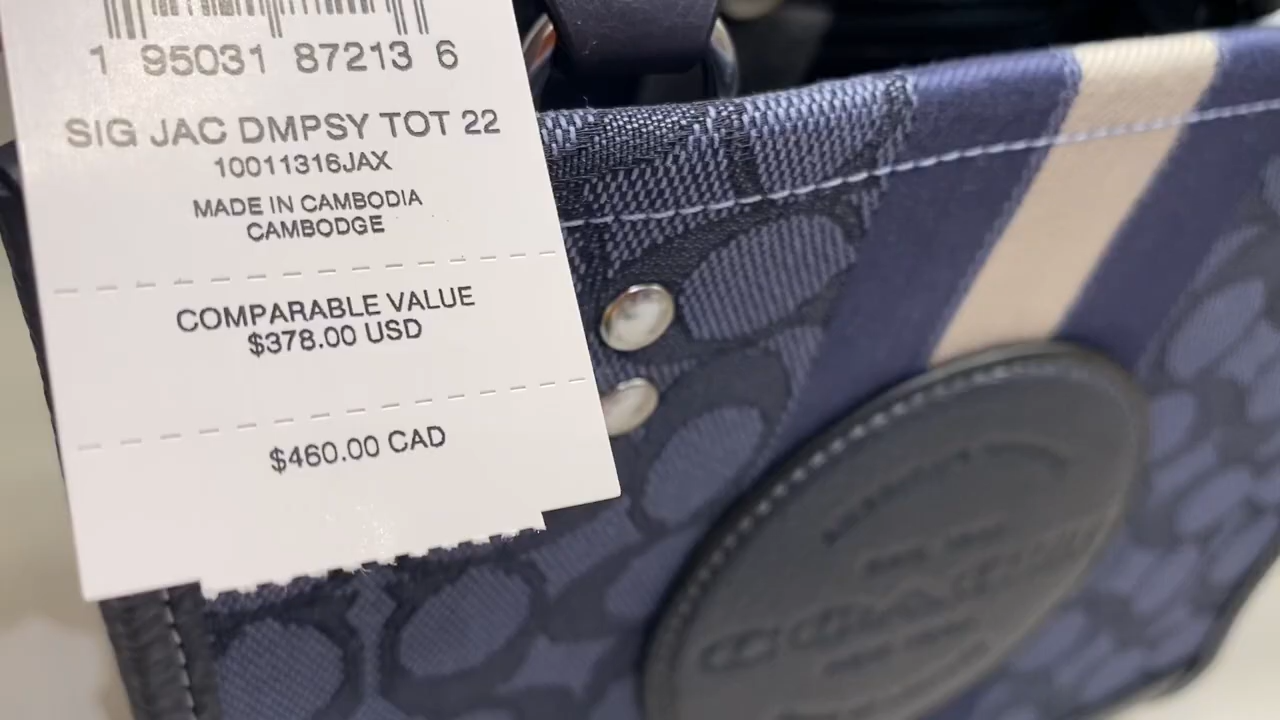 1 95031 87213 6
SIG JAC DMPSY TOT 22
10011316JAX
MADE IN CAMBODIA
CAMBODGE
COMPARABLE VALUE
$378.00 USD
$460.00 CAD
COACH